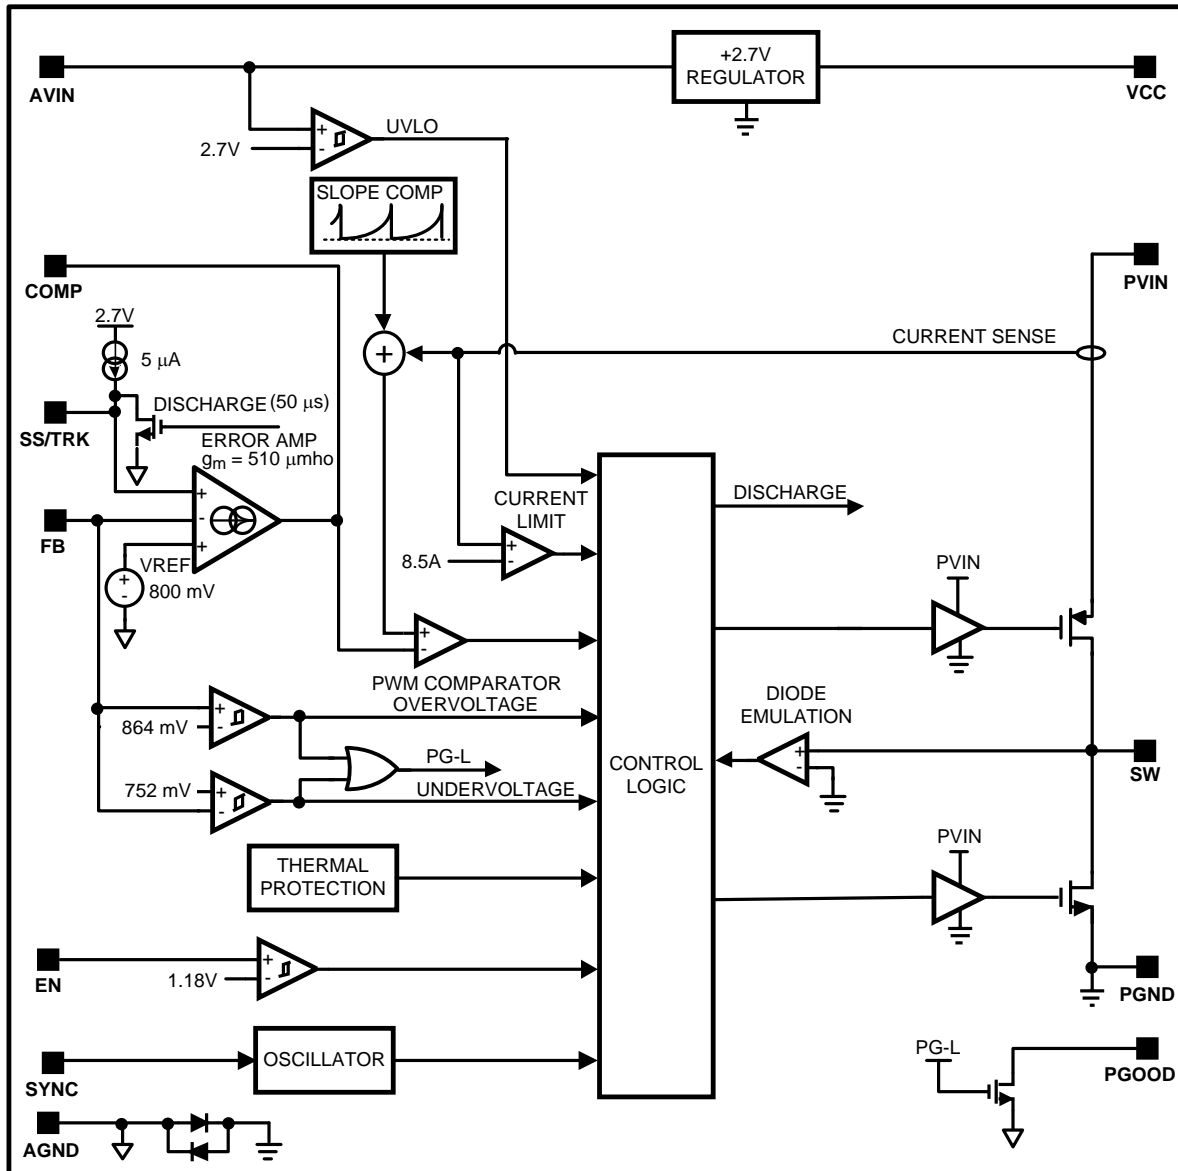 +2.7V
REGULATOR
AVIN
VCC
+
-
UVLO
2.7V
SLOPE COMP
COMP
PVIN
2.7V
5 μA
+
CURRENT SENSE
DISCHARGE (50 μs)
SS/TRK
ERROR AMP
gm = 510 μmho
+
-
+
FB
VREF
800 mV
+
-
CURRENT
LIMIT
+
-
8.5A
DISCHARGE
PVIN
+
-
PWM COMPARATOR
OVERVOLTAGE
+
-
864 mV
PG-L
752 mV
+
-
UNDERVOLTAGE
CONTROL
LOGIC
DIODE
EMULATION
+
-
SW
PVIN
THERMAL
PROTECTION
+
-
EN
1.18V
PGND
OSCILLATOR
SYNC
PG-L
PGOOD
AGND